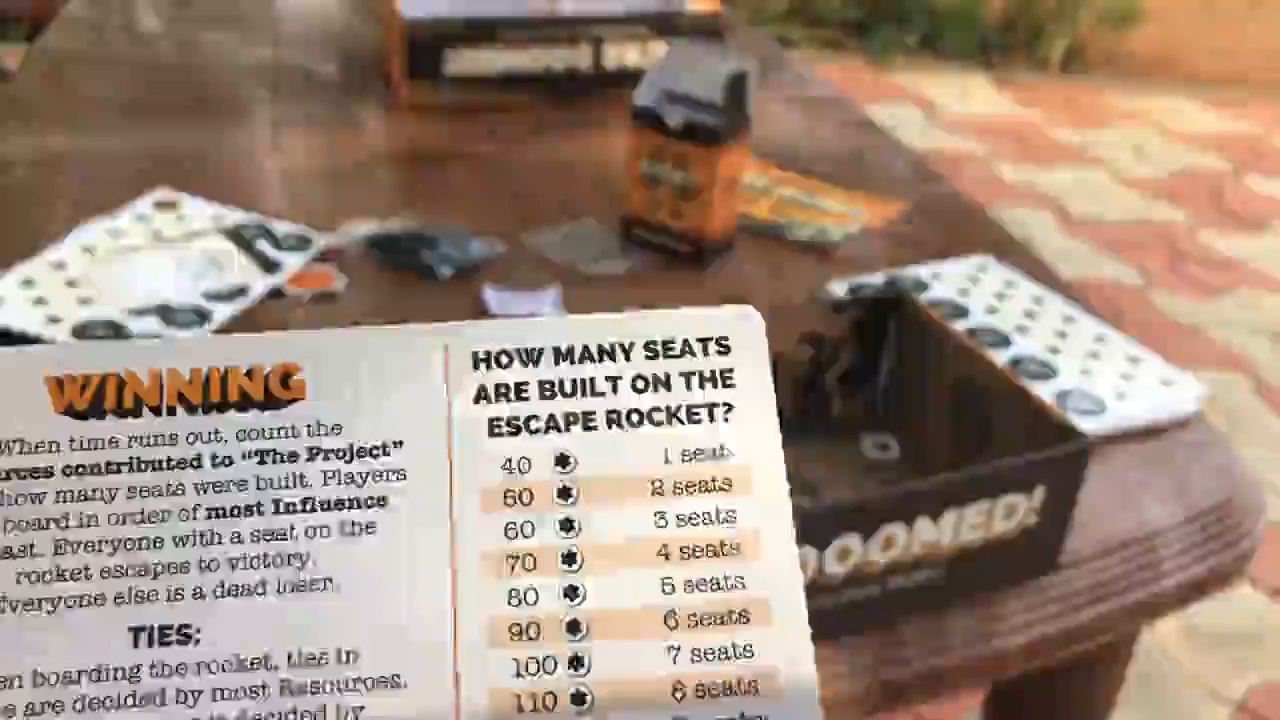 WINNING
When time runs out, count the
contributed to "The Project"
how many seats were built. Players
board in order of most Influence
Everyone with a seat on the
rocket escapes to victory.
Everyone else is a dead loser.
TIES:
boarding the rocket, ties in
are decided by most Resources.
decided by
HOW MANY SEATS
ARE BUILT ON THE
ESCAPE ROCKET?
40 1 seat
2 seats
60 3 seats
70 4 seats
80 5 seats
90 6 seats
100 7 seats
110 8 seats
DOOMED!